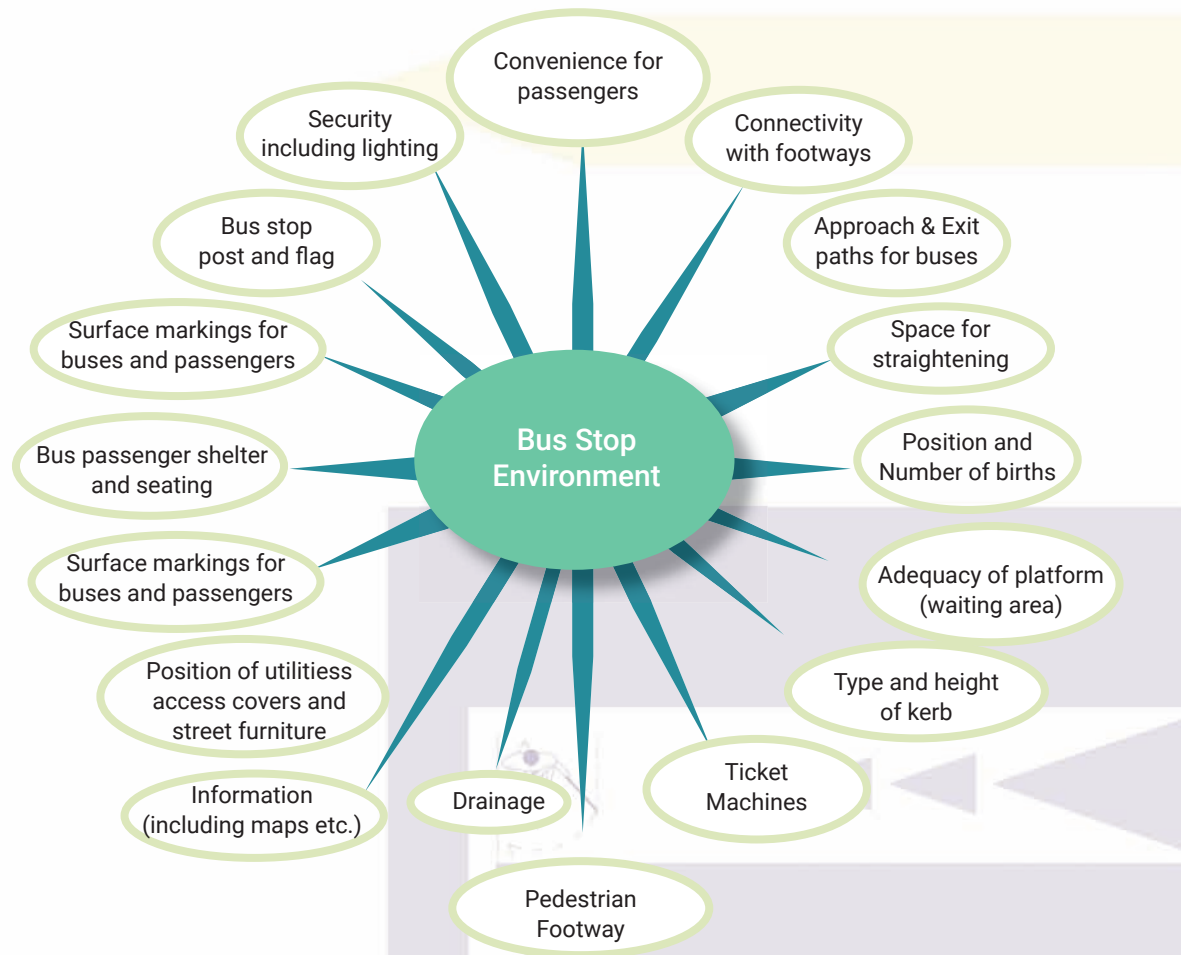 Convenience for
passengers
Security
including lighting
Connectivity
with footways
Bus stop
post and flag
Approach & Exit
paths for buses
Surface markings for
buses and passengers
Space for
straightening
Bus Stop
Environment
Bus passenger shelter
and seating
Position and
Number of births
Surface markings for
buses and passengers
Adequacy of platform
(waiting area)
Position of utilitiess
access covers and
street furniture
Type and height
of kerb
Information
(including maps etc.)
Drainage
Ticket
Machines
Pedestrian
Footway